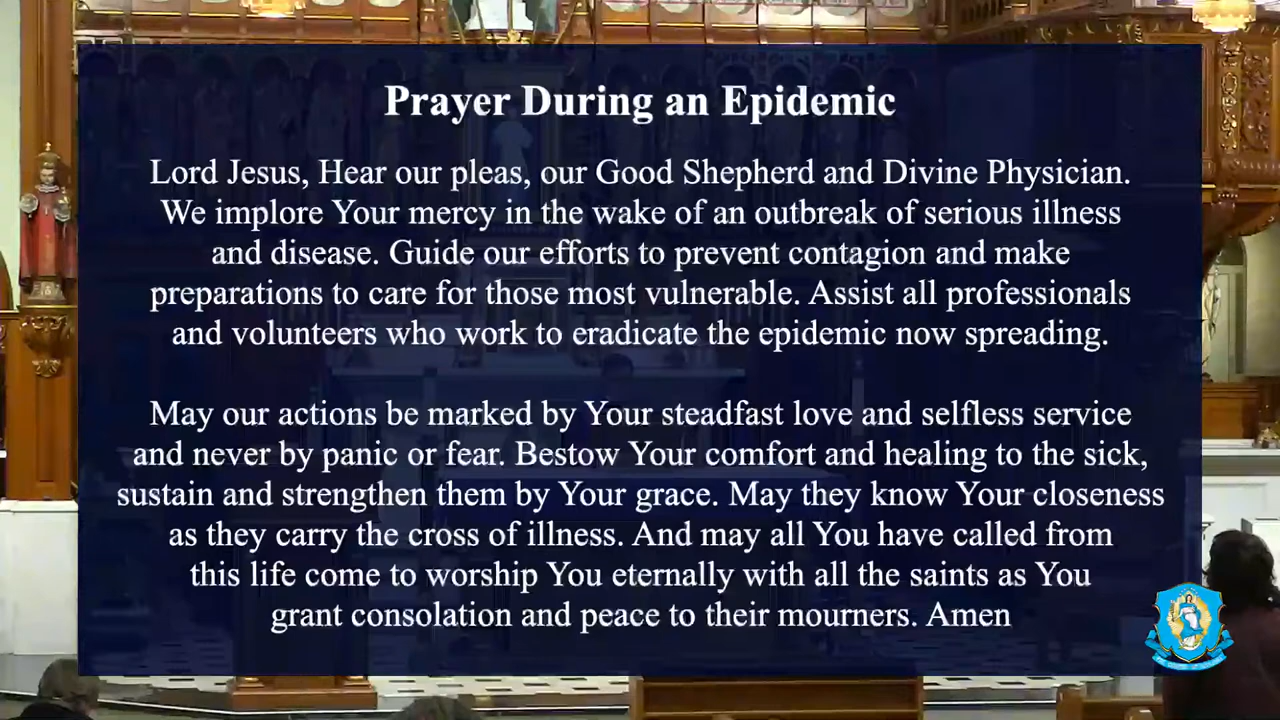 Prayer During an Epidemic
Lord Jesus, Hear our pleas, our Good Shepherd and Divine Physician.
We implore Your mercy in the wake of an outbreak of serious illness
and disease. Guide our efforts to prevent contagion and make
preparations to care for those most vulnerable. Assist all professionals
and volunteers who work to eradicate the epidemic now spreading.
May our actions be marked by Your steadfast love and selfless service
and never by panic or fear. Bestow Your comfort and healing to the sick,
sustain and strengthen them by Your grace. May they know Your closeness
as they carry the cross of illness. And may all You have called from
this life come to worship You eternally with all the saints as You
grant consolation and peace to their mourners. Amen